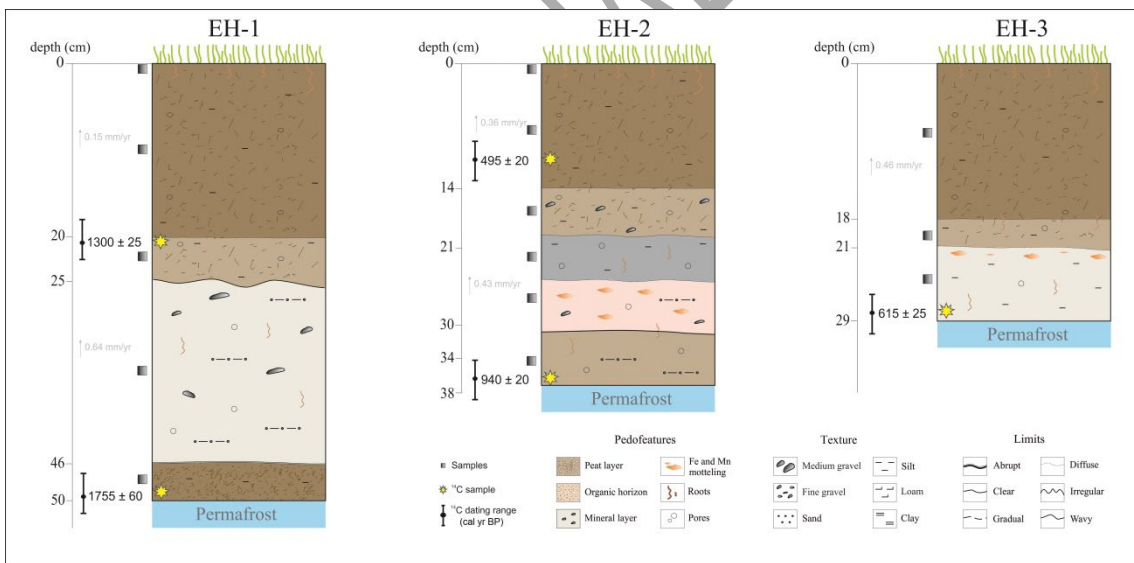 EH-1
depth (cm)
0
0.15 mm/yr
20
1300 ± 25
25
0.64 mm/yr
46
1755 ± 60
50
Permafrost
EH-2
depth (cm)
0
0.36 mm/yr
495 ± 20
14
21
0.43 mm/yr
30
34
940 ± 20
38
Permafrost
EH-3
depth (cm)
0
0.46 mm/yr
18
21
615 ± 25
29
Permafrost
Samples
¹⁴C sample
¹⁴C dating range
(cal yr BP)
Pedofeatures
Peat layer
Fe and Mn
motteling
Organic horizon
Roots
Mineral layer
Pores
Texture
Medium gravel
Silt
Fine gravel
Loam
Sand
Clay
Limits
Abrupt
Diffuse
Clear
Irregular
Gradual
Wavy